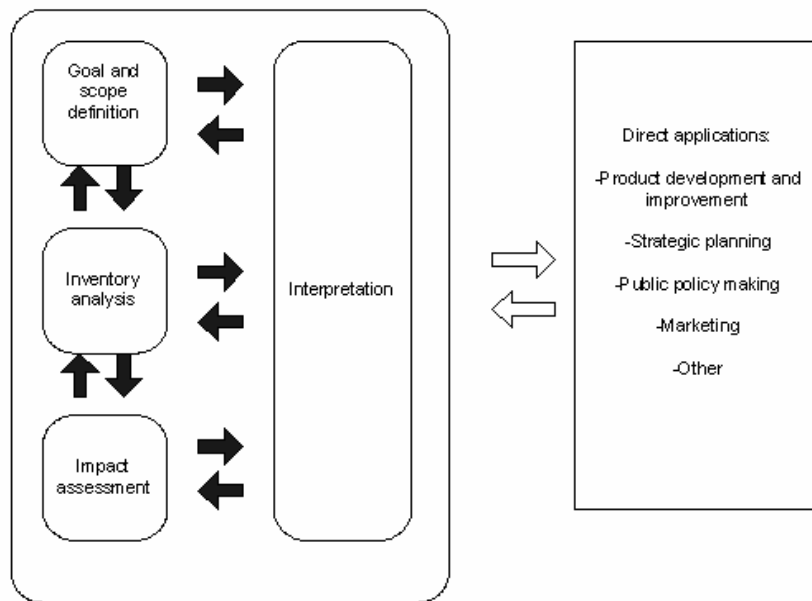 Goal and
scope
definition
Inventory
analysis
Impact
assessment
Interpretation
Direct applications:
-Product development and
improvement
-Strategic planning
-Public policy making
-Marketing
-Other